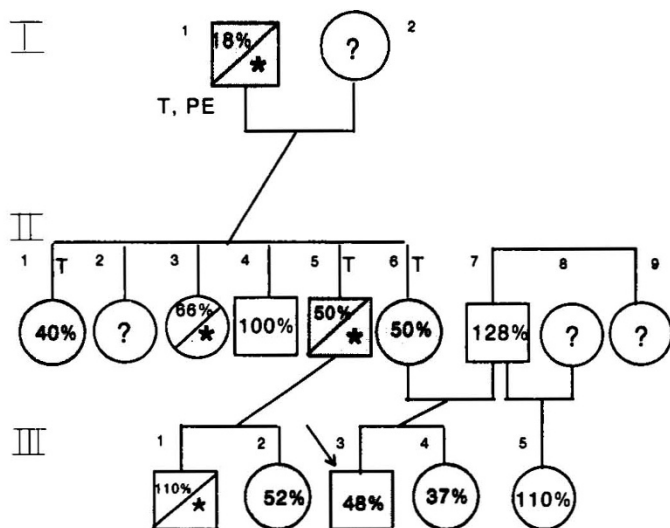 I
1 18% * ? 2
T, PE
II
1 T 2 3 4 5 T 6 T 7 8 9
40% ? 66% * 100% 50% * 50% 128% ? ?
III
1 2 3 4 5
110% * 52% 48% 37% 110%